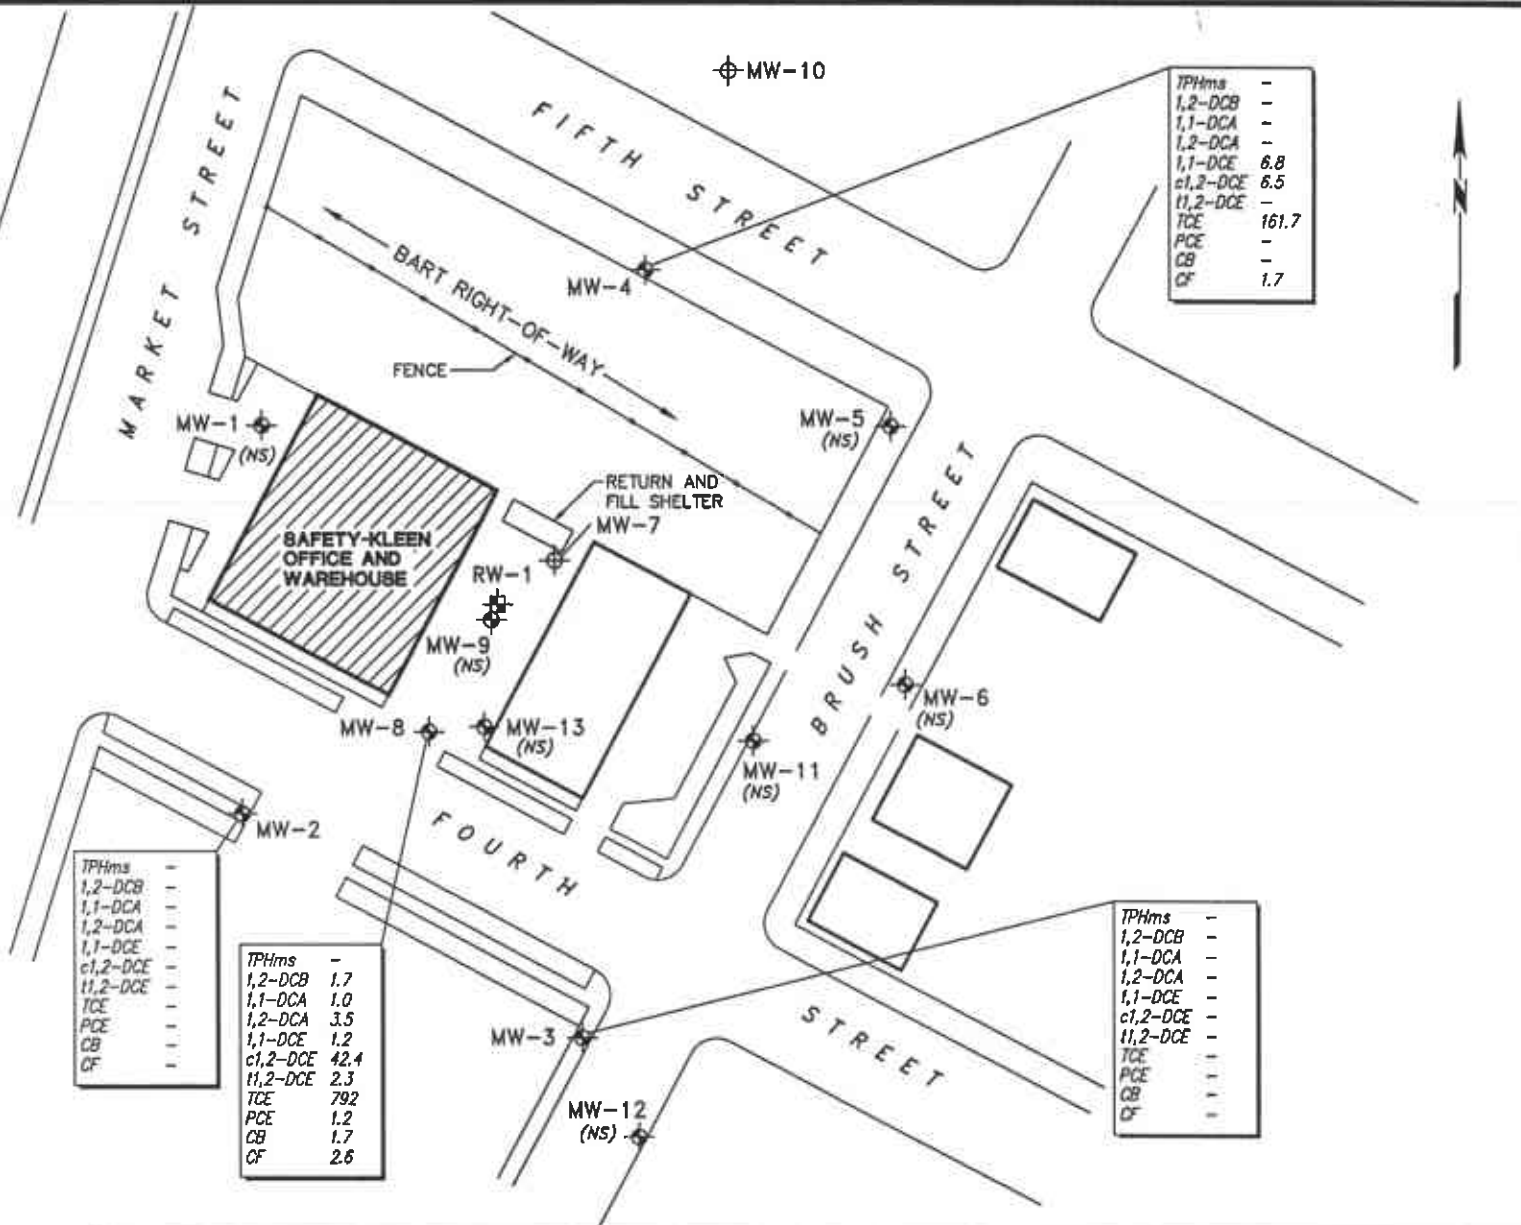 MW-10
TPHms -
1,2-DCB -
1,1-DCA -
1,2-DCA -
1,1-DCE 6.8
c1,2-DCE 6.5
t1,2-DCE -
TCE 161.7
PCE -
CB -
CF 1.7
N
FIFTH STREET
MARKET STREET
MW-4
BART RIGHT-OF-WAY
FENCE
MW-1
(NS)
MW-5
(NS)
RETURN AND
FILL SHELTER
MW-7
SAFETY-KLEEN
OFFICE AND
WAREHOUSE
RW-1
MW-9
(NS)
BRUSH STREET
MW-6
(NS)
MW-8
MW-13
(NS)
MW-11
(NS)
MW-2
FOURTH STREET
TPHms -
1,2-DCB -
1,1-DCA -
1,2-DCA -
1,1-DCE -
c1,2-DCE -
t1,2-DCE -
TCE -
PCE -
CB -
CF -
TPHms -
1,2-DCB 1.7
1,1-DCA 1.0
1,2-DCA 3.5
1,1-DCE 1.2
c1,2-DCE 42.4
t1,2-DCE 2.3
TCE 792
PCE 1.2
CB 1.7
CF 2.6
MW-3
TPHms -
1,2-DCB -
1,1-DCA -
1,2-DCA -
1,1-DCE -
c1,2-DCE -
t1,2-DCE -
TCE -
PCE -
CB -
CF -
MW-12
(NS)